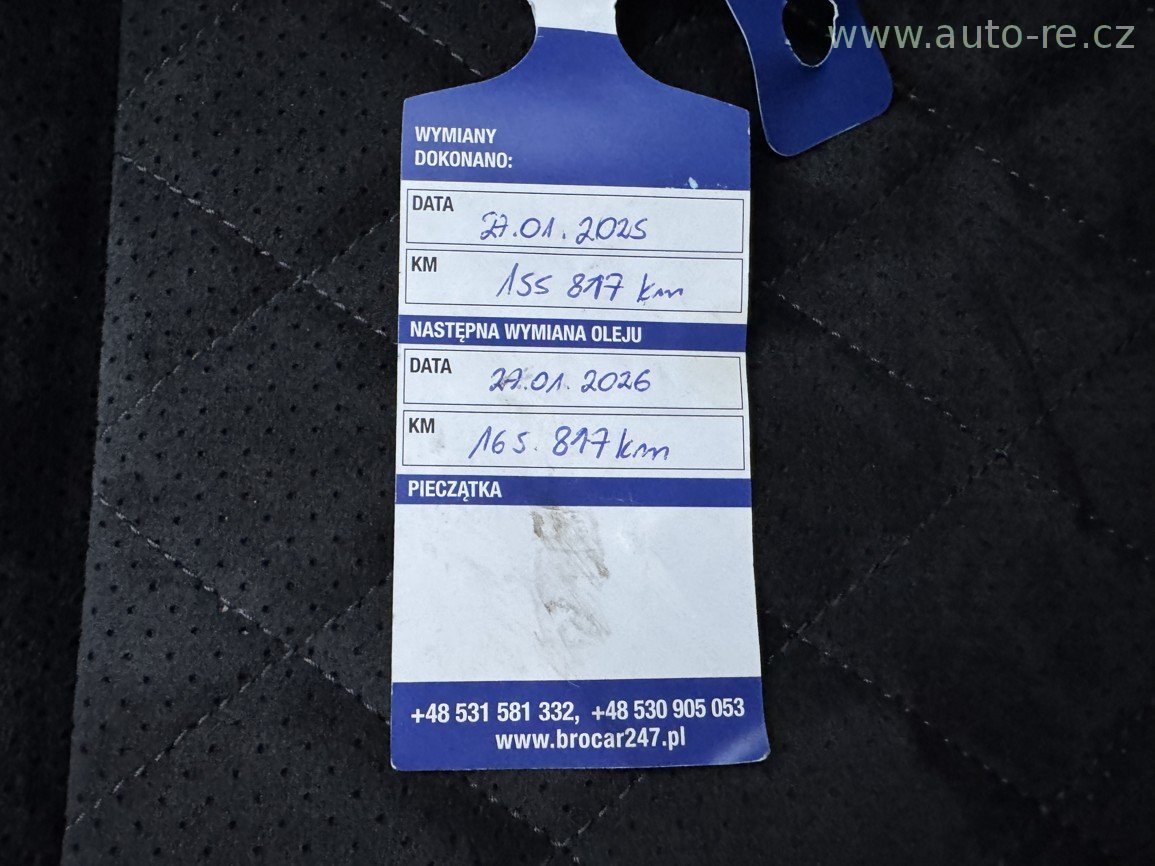 www.auto-re.cz
WYMIANY
DOKONANO:
DATA
27.01.2025
KM
155 817 km
NASTĘPNA WYMIANA OLEJU
DATA
27.01.2026
KM
165.817 km
PIECZĄTKA
+48 531 581 332, +48 530 905 053
www.brocar247.pl